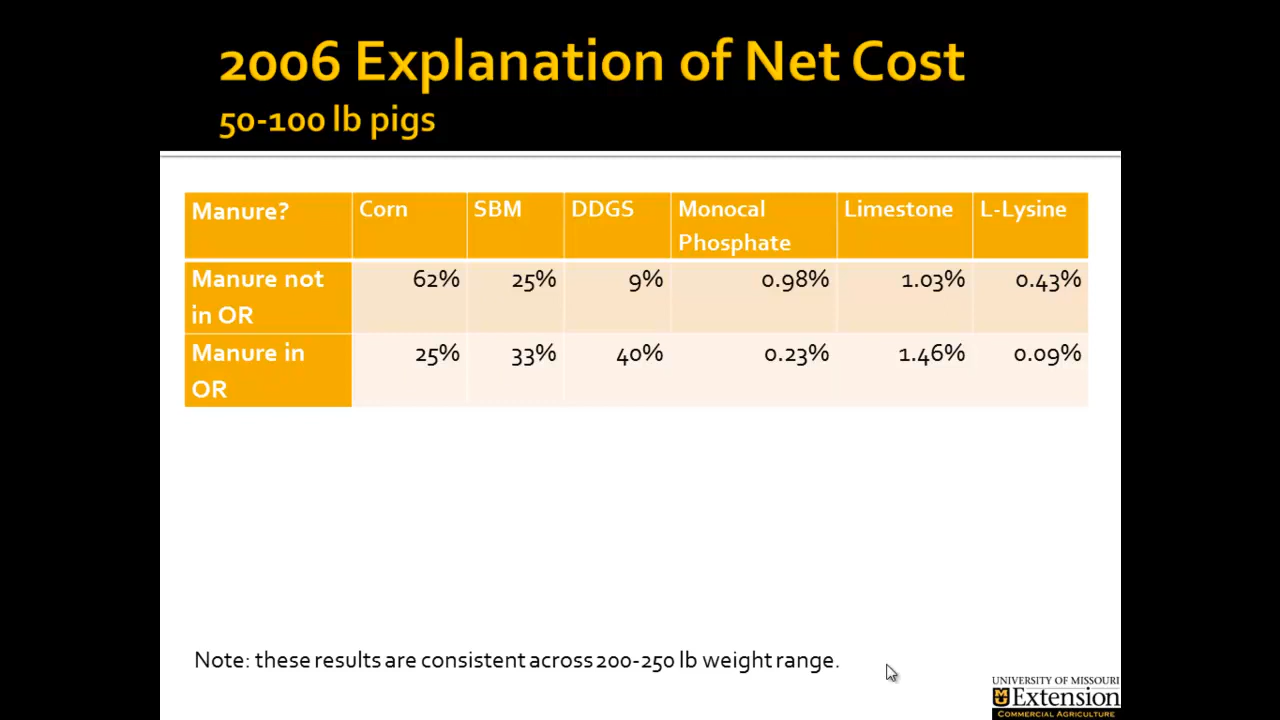 2006 Explanation of Net Cost
50-100 lb pigs
Manure? Corn SBM DDGS Monocal Phosphate Limestone L-Lysine
Manure not in OR 62% 25% 9% 0.98% 1.03% 0.43%
Manure in OR 25% 33% 40% 0.23% 1.46% 0.09%
Note: these results are consistent across 200-250 lb weight range.
UNIVERSITY OF MISSOURI
MU Extension
COMMERCIAL AGRICULTURE